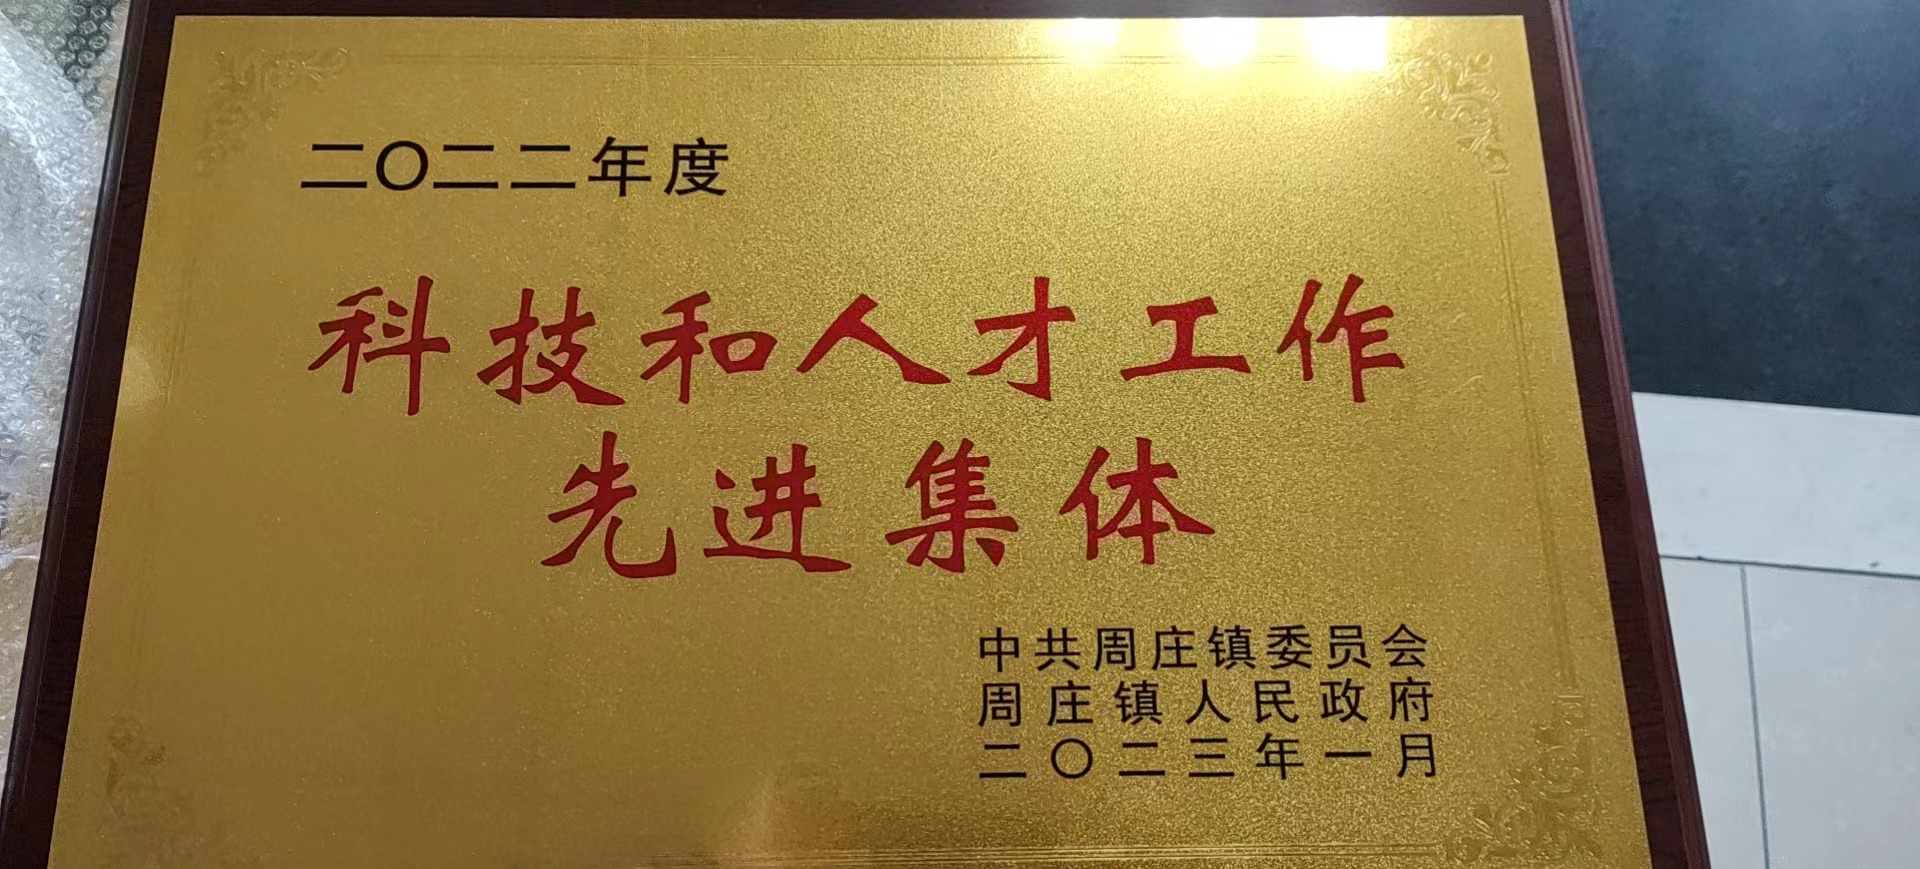 二〇二二年度
科技和人才工作
先进集体
中共周庄镇委员会
周庄镇人民政府
二〇二三年一月